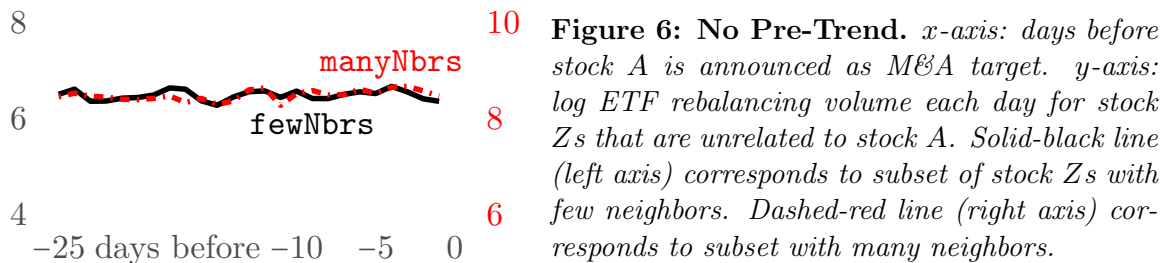 8
6
4
10
8
6
manyNbrs
fewNbrs
−25 days before −10 −5 0
Figure 6: No Pre-Trend. x-axis: days before
stock A is announced as M&A target. y-axis:
log ETF rebalancing volume each day for stock
Zs that are unrelated to stock A. Solid-black line
(left axis) corresponds to subset of stock Zs with
few neighbors. Dashed-red line (right axis) cor-
responds to subset with many neighbors.